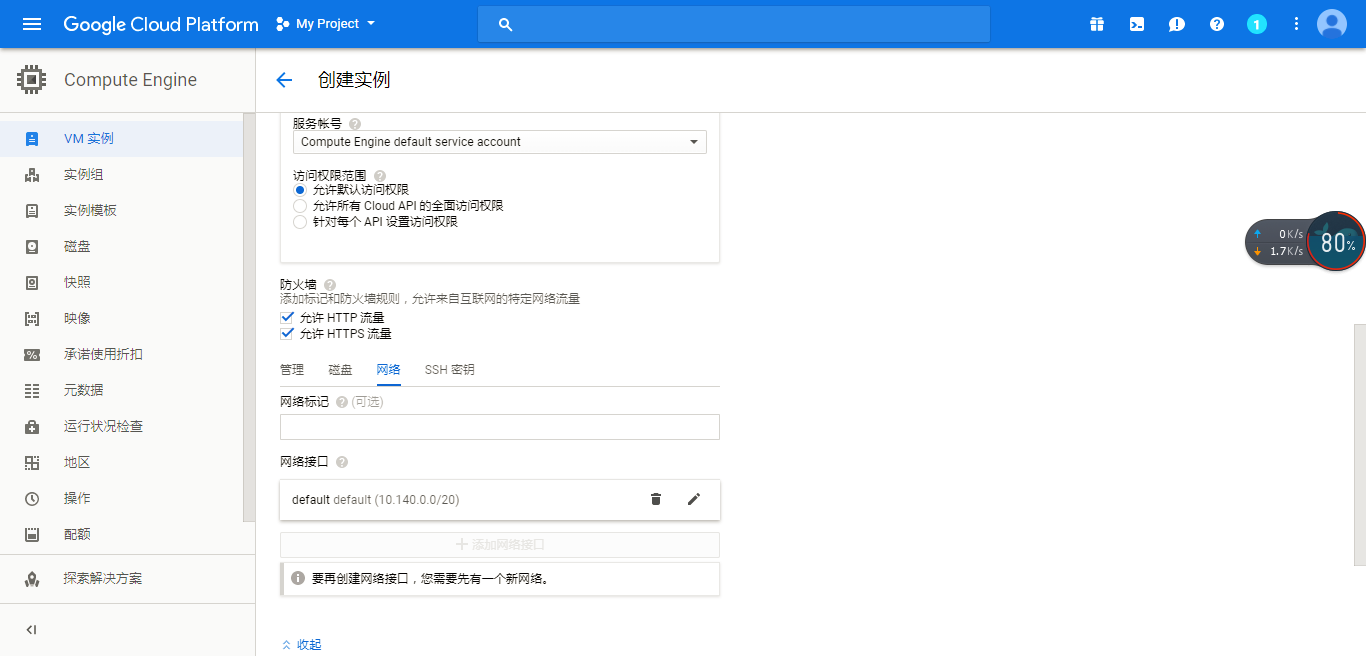 Google Cloud Platform
My Project
1
Compute Engine
创建实例
VM 实例
实例组
实例模板
磁盘
快照
映像
承诺使用折扣
元数据
运行状况检查
地区
操作
配额
探索解决方案
服务帐号
Compute Engine default service account
访问权限范围
允许默认访问权限
允许所有 Cloud API 的全面访问权限
针对每个 API 设置访问权限
防火墙
添加标记和防火墙规则，允许来自互联网的特定网络流量
允许 HTTP 流量
允许 HTTPS 流量
管理 磁盘 网络 SSH 密钥
网络标记 (可选)
网络接口
default default (10.140.0.0/20)
添加网络接口
要再创建网络接口，您需要先有一个新网络。
收起
0K/s
1.7K/s
80%